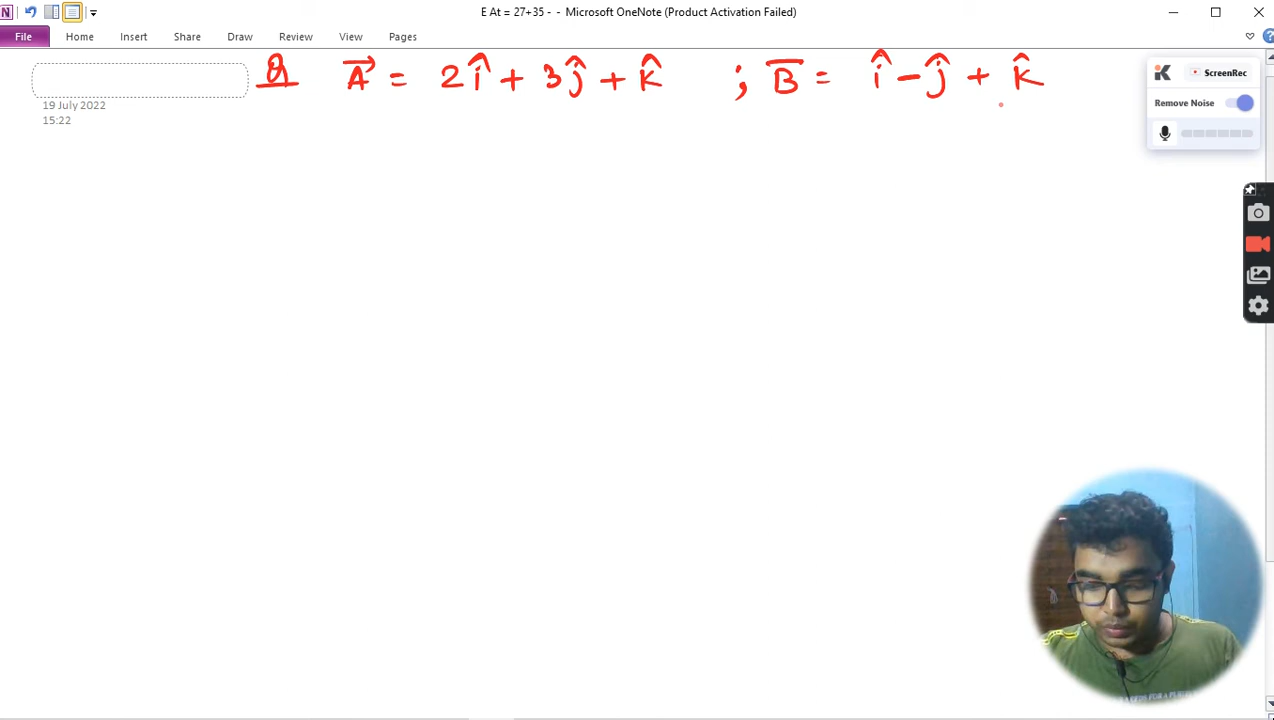 E At = 27+35 - - Microsoft OneNote (Product Activation Failed)
File Home Insert Share Draw Review View Pages
Q A⃗ = 2î + 3ĵ + k̂ ; B̅ = î - ĵ + k̂
19 July 2022
15:22
ScreenRec
Remove Noise